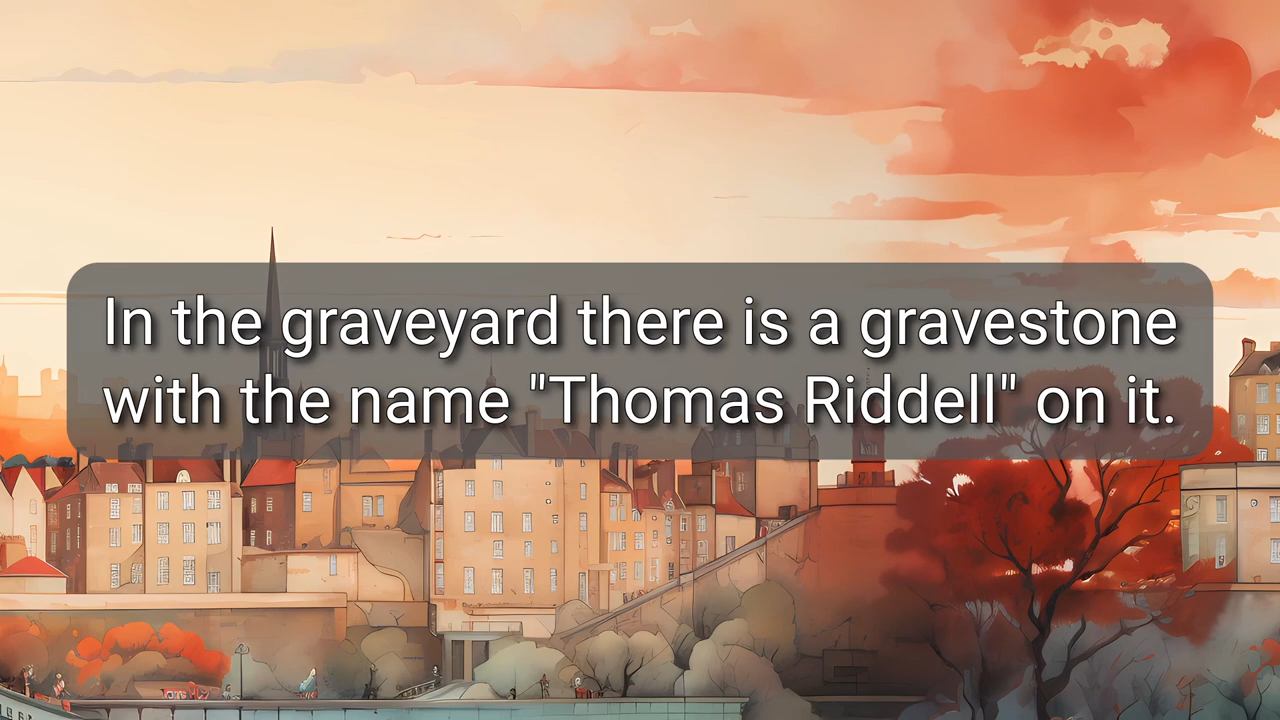 In the graveyard there is a gravestone
with the name "Thomas Riddell" on it.